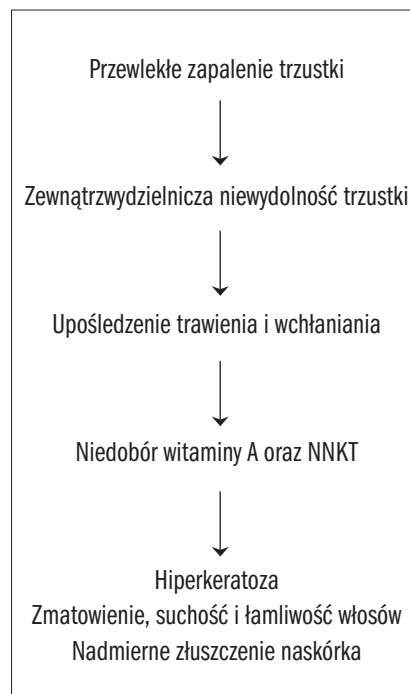 Przewlekłe zapalenie trzustki
Zewnątrzwydzielnicza niewydolność trzustki
Upośledzenie trawienia i wchłaniania
Niedobór witaminy A oraz NNKT
Hiperkeratoza
Zmatowienie, suchość i łamliwość włosów
Nadmierne złuszczenie naskórka